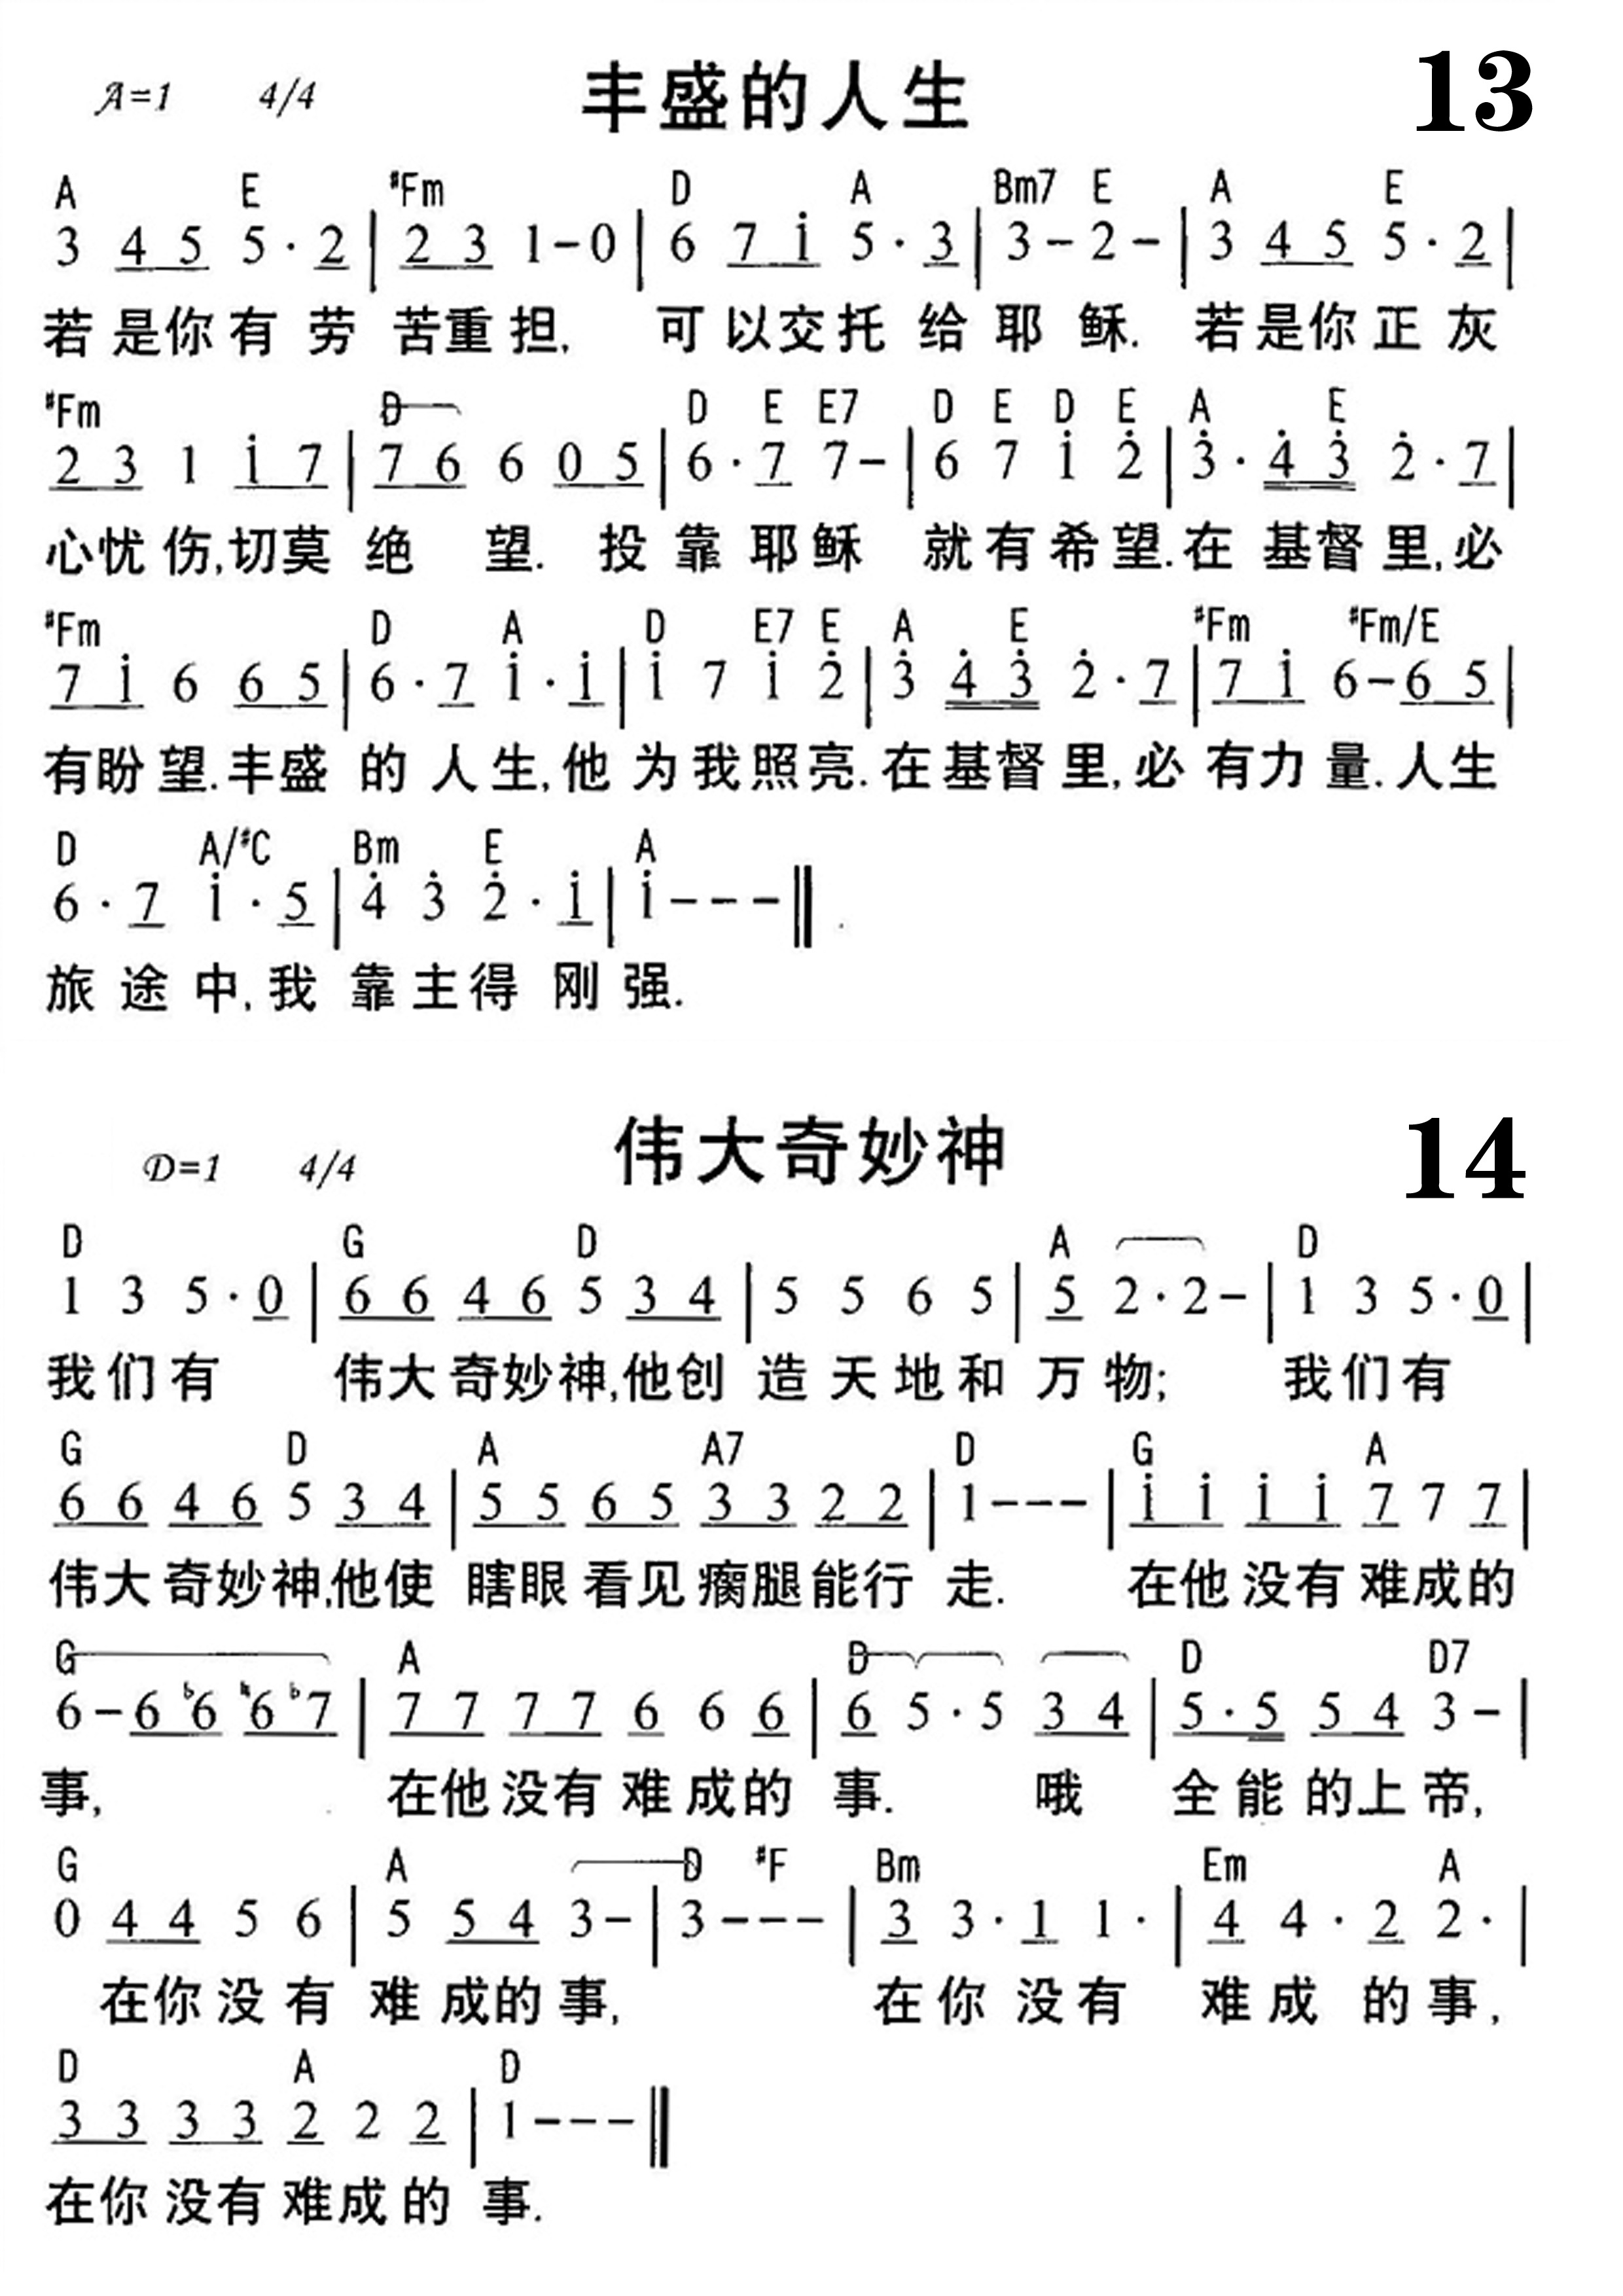 丰盛的人生 13
A=1 4/4
A E #Fm D A Bm7 E A E
3 4 5 5 · 2 | 2 3 1 - 0 | 6 7 i 5 · 3 | 3 - 2 - | 3 4 5 5 · 2 |
若是你有劳 苦重担, 可以交托给耶稣. 若是你正灰
#Fm D D E E7 D E D E A E
2 3 1 i 7 | 7 6 6 0 5 | 6 · 7 7 - | 6 7 i 2̇ | 3̇ · 4̇ 3̇ 2̇ · 7 |
心忧伤,切莫绝望. 投靠耶稣 就有希望.在基督里,必
#Fm D A D E7 E A E #Fm #Fm/E
7 i 6 6 5 | 6 · 7 i · i | i 7 i 2̇ | 3̇ 4̇ 3̇ 2̇ · 7 | 7 i 6 - 6 5 |
有盼望.丰盛的人生,他为我照亮.在基督里,必有力量.人生
D A/#C Bm E A
6 · 7 i · 5 | 4̇ 3̇ 2̇ · i | i - - - ‖
旅途中,我靠主得刚强.
伟大奇妙神 14
D=1 4/4
D G D A D
1 3 5 · 0 | 6 6 4 6 5 3 4 | 5 5 6 5 | 5 2 · 2 - | 1 3 5 · 0 |
我们有 伟大奇妙神,他创造天地和万物; 我们有
G D A A7 D G A
6 6 4 6 5 3 4 | 5 5 6 5 3 3 2 2 | 1 - - - | i i i i 7 7 7 |
伟大奇妙神,他使瞎眼看见瘸腿能行走. 在他没有难成的
G A D D D7
6 - 6 ♭6 ♮6 ♭7 | 7 7 7 7 6 6 6 | 6 5 · 5 3 4 | 5 · 5 5 4 3 - |
事, 在他没有难成的事. 哦 全能的上帝,
G A D #F Bm Em A
0 4 4 5 6 | 5 5 4 3 - | 3 - - - | 3 3 · 1 1 · | 4 4 · 2 2 · |
在你没有难成的事, 在你没有难成的事,
D A D
3 3 3 3 2 2 2 | 1 - - - ‖
在你没有难成的事.